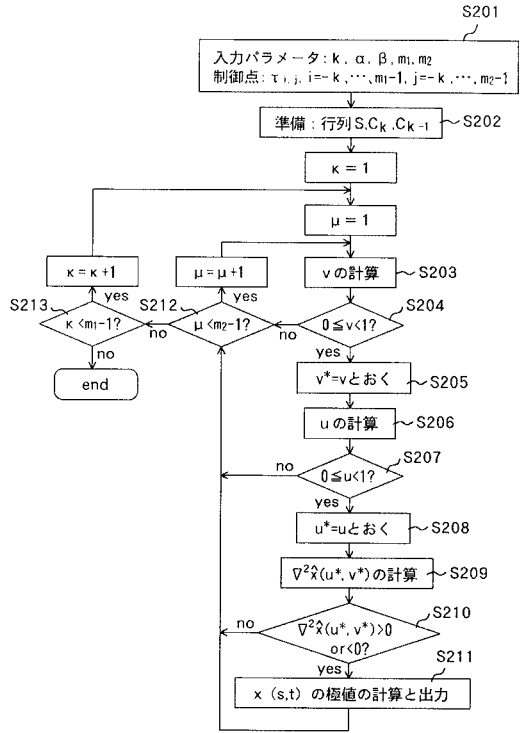 S201
入力パラメータ: k, α, β, m₁, m₂
制御点: τ i, j, i=-k, ⋯, m₁-1, j=-k, ⋯, m₂-1
準備: 行列 S, Cₖ, Cₖ₋₁
S202
κ = 1
μ = 1
κ = κ+1
μ = μ+1
vの計算
S203
S213
yes
S212
yes
S204
κ <m₁-1?
no
μ <m₂-1?
no
0≦v<1?
no
yes
end
v*=vとおく
S205
uの計算
S206
S207
no
0≦u<1?
yes
u*=uとおく
S208
∇²x̂(u*, v*)の計算
S209
S210
no
∇²x̂(u*, v*)>0
or<0?
yes
S211
x (s,t) の極値の計算と出力